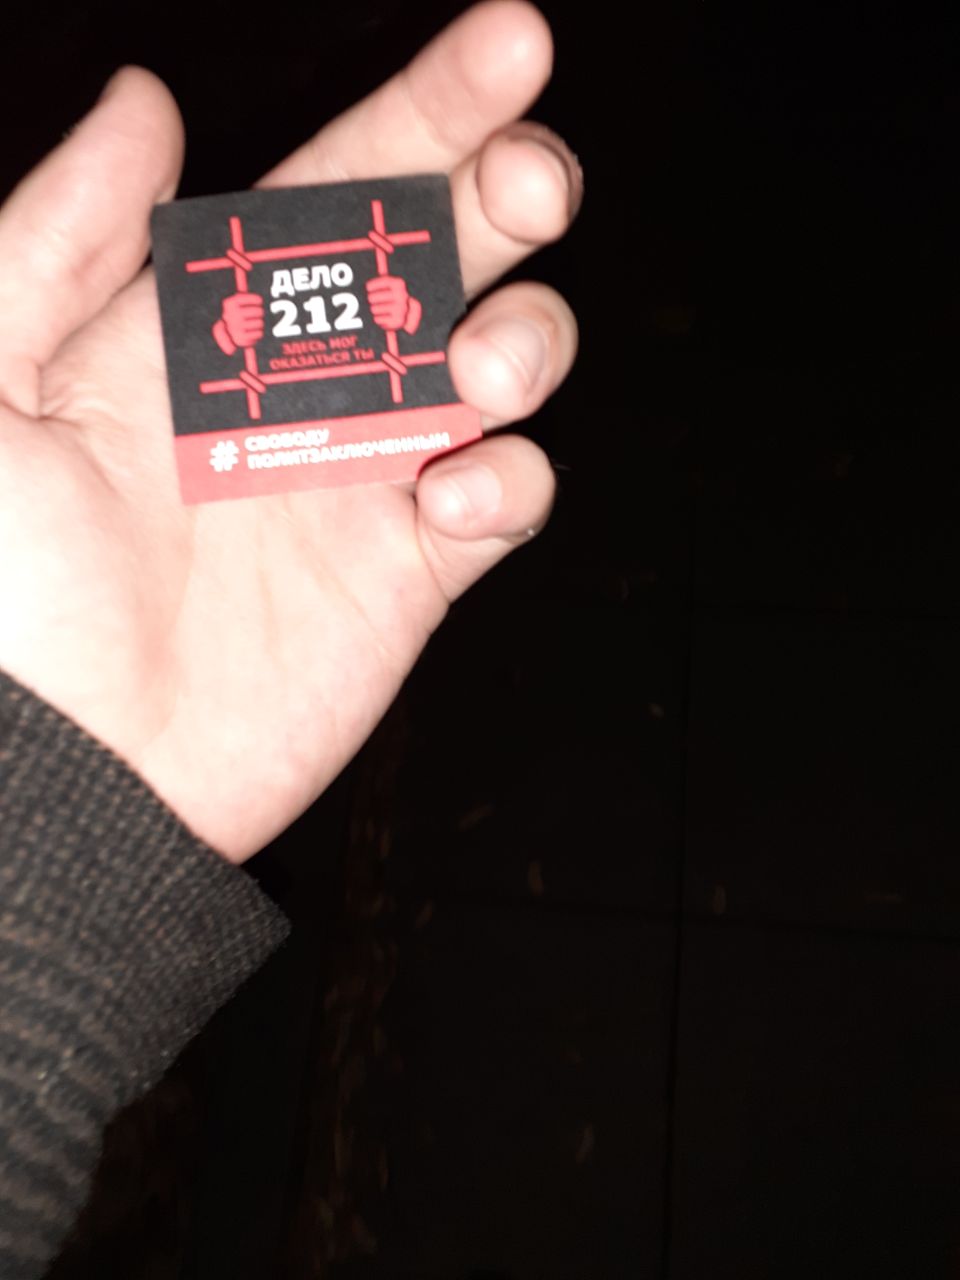 ДЕЛО
212
ЗДЕСЬ МОГ
ОКАЗАТЬСЯ ТЫ
# СВОБОДУ
ПОЛИТЗАКЛЮЧЕННЫМ